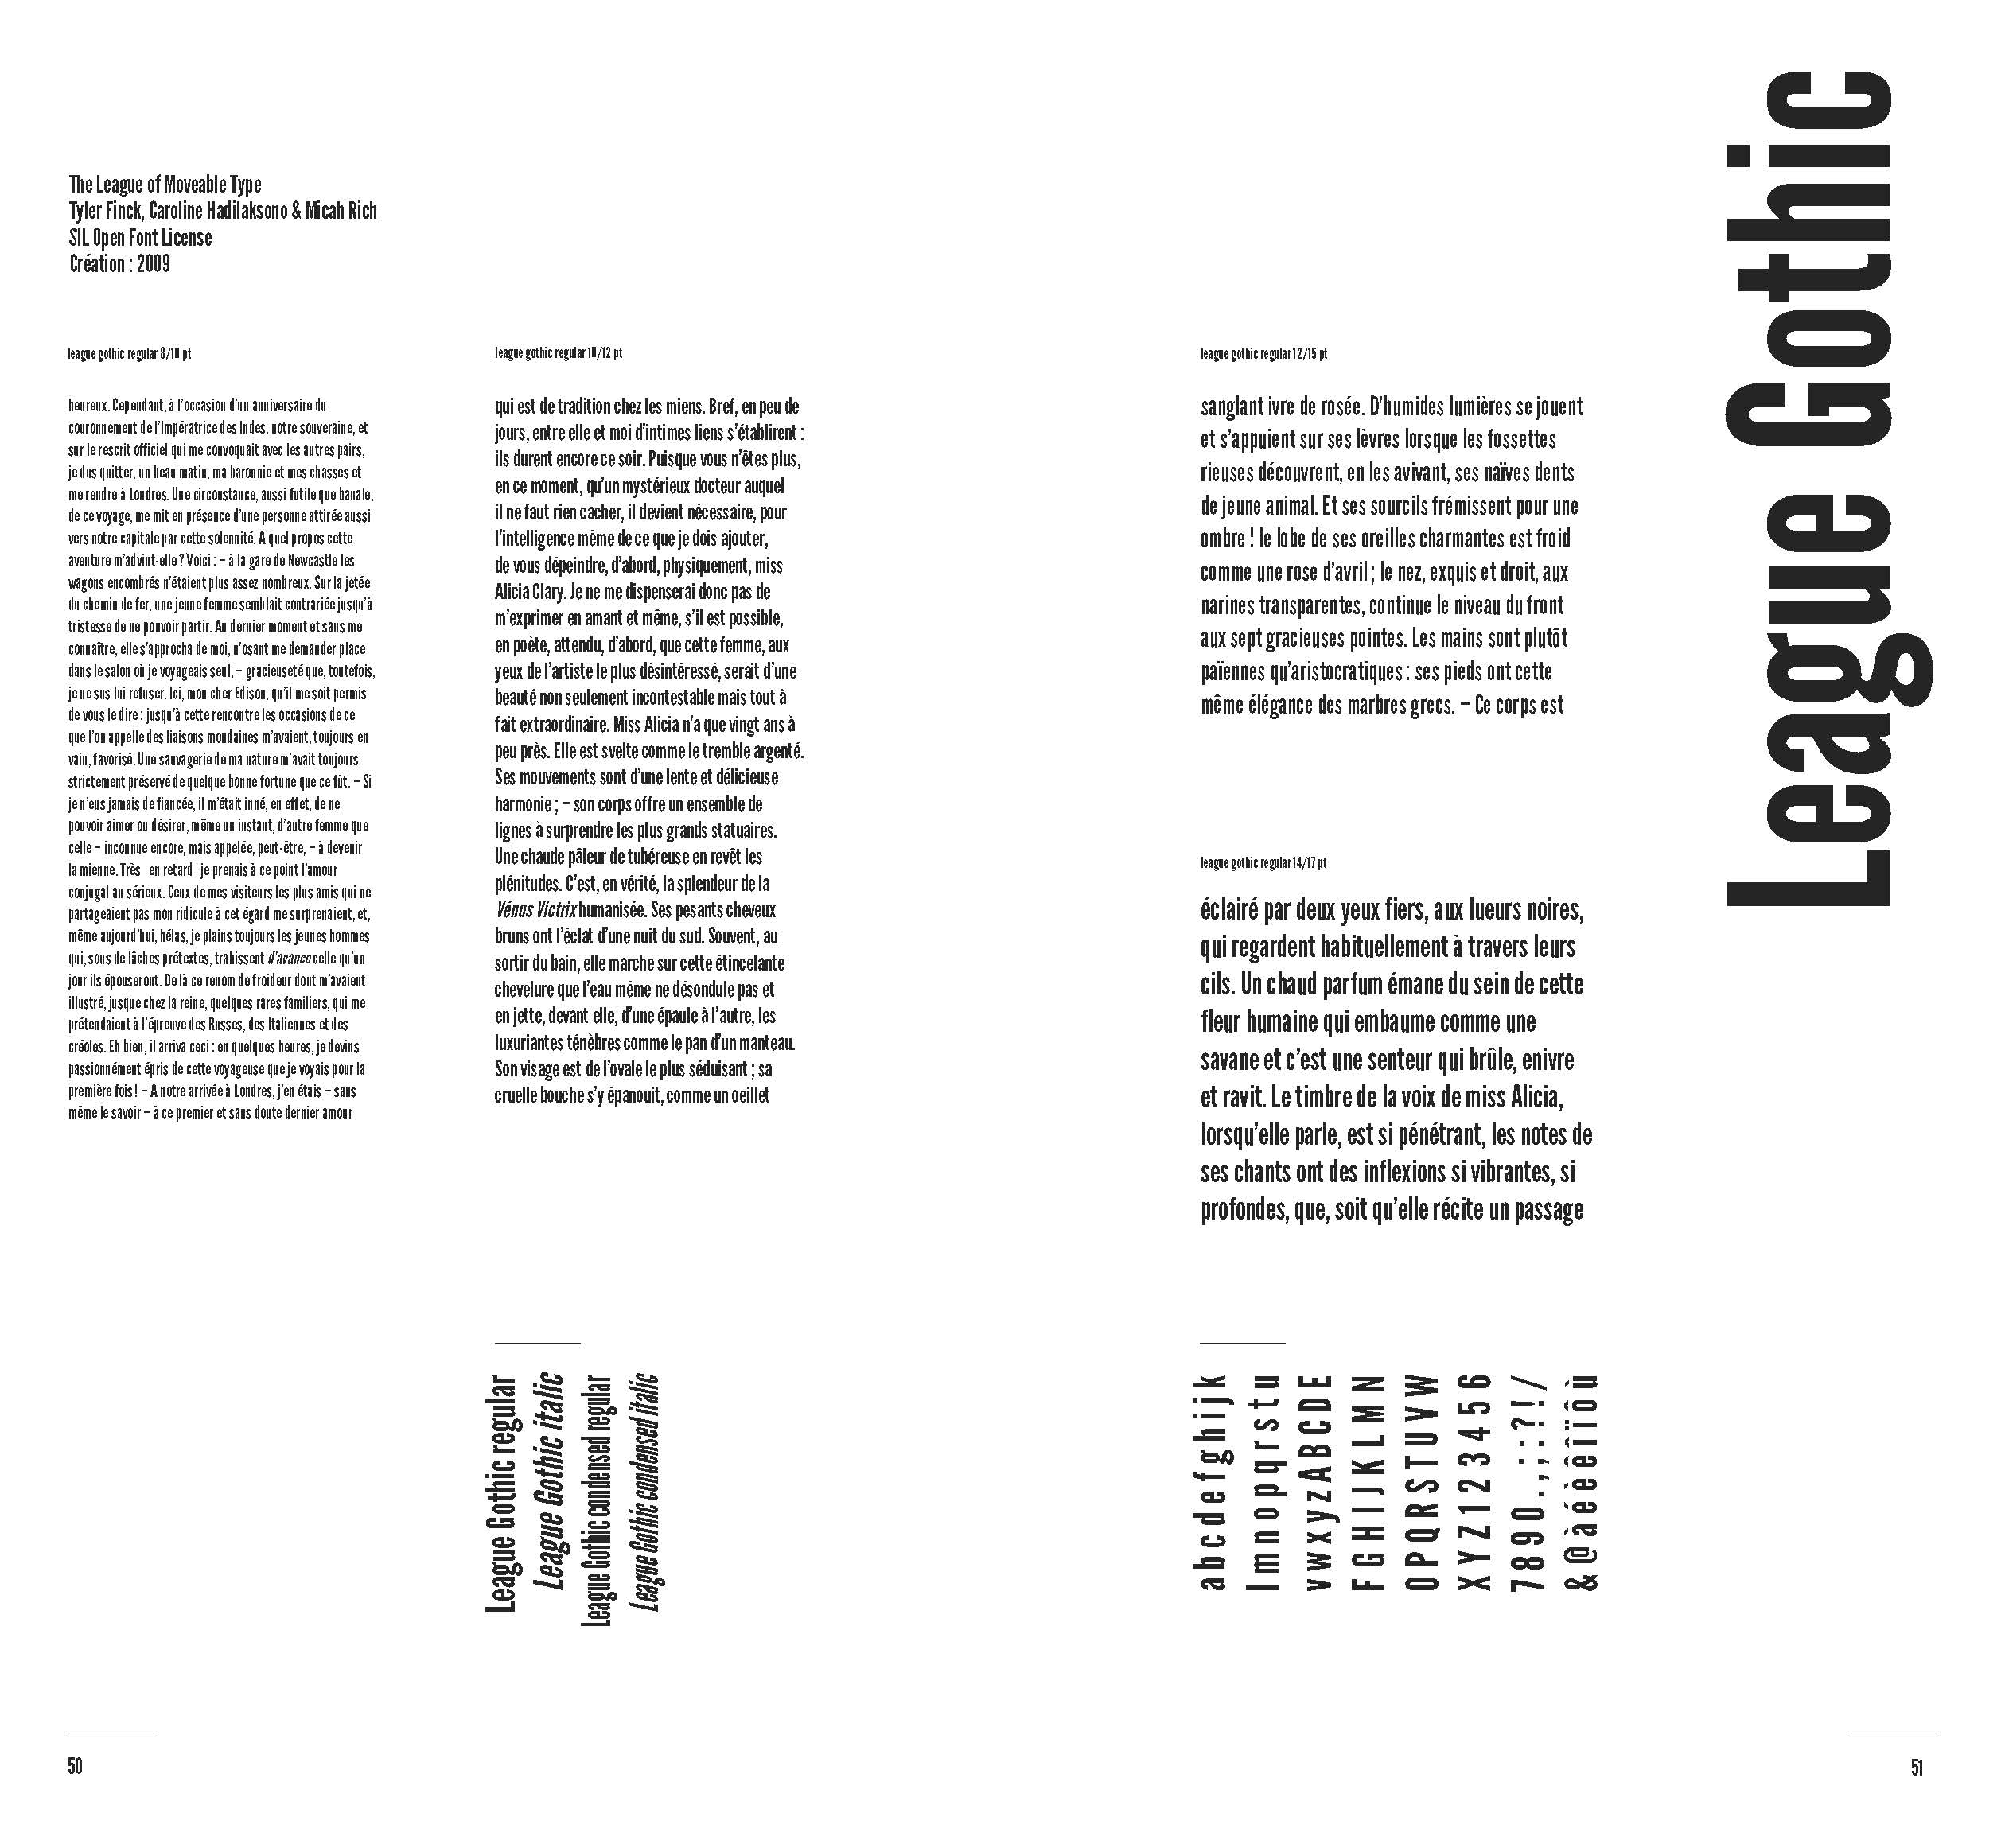 The League of Moveable Type
Tyler Finck, Caroline Hadilaksono & Micah Rich
SIL Open Font License
Création : 2009
league gothic regular 8/10 pt
heureux. Cependant, à l’occasion d’un anniversaire du
couronnement de l’Impératrice des Indes, notre souveraine, et
sur le rescrit officiel qui me convoquait avec les autres pairs,
je dus quitter, un beau matin, ma baronnie et mes chasses et
me rendre à Londres. Une circonstance, aussi futile que banale,
de ce voyage, me mit en présence d’une personne attirée aussi
vers notre capitale par cette solennité. A quel propos cette
aventure m’advint-elle ? Voici : – à la gare de Newcastle les
wagons encombrés n’étaient plus assez nombreux. Sur la jetée
du chemin de fer, une jeune femme semblait contrariée jusqu’à
tristesse de ne pouvoir partir. Au dernier moment et sans me
connaître, elle s’approcha de moi, n’osant me demander place
dans le salon où je voyageais seul, – gracieuseté que, toutefois,
je ne sus lui refuser. Ici, mon cher Edison, qu’il me soit permis
de vous le dire : jusqu’à cette rencontre les occasions de ce
que l’on appelle des liaisons mondaines m’avaient, toujours en
vain, favorisé. Une sauvagerie de ma nature m’avait toujours
strictement préservé de quelque bonne fortune que ce fût. – Si
je n’eus jamais de fiancée, il m’était inné, en effet, de ne
pouvoir aimer ou désirer, même un instant, d’autre femme que
celle – inconnue encore, mais appelée, peut-être, – à devenir
la mienne. Très en retard je prenais à ce point l’amour
conjugal au sérieux. Ceux de mes visiteurs les plus amis qui ne
partageaient pas mon ridicule à cet égard me surprenaient, et,
même aujourd’hui, hélas, je plains toujours les jeunes hommes
qui, sous de lâches prétextes, trahissent d’avance celle qu’un
jour ils épouseront. De là ce renom de froideur dont m’avaient
illustré, jusque chez la reine, quelques rares familiers, qui me
prétendaient à l’épreuve des Russes, des Italiennes et des
créoles. Eh bien, il arriva ceci : en quelques heures, je devins
passionnément épris de cette voyageuse que je voyais pour la
première fois ! – A notre arrivée à Londres, j’en étais – sans
même le savoir – à ce premier et sans doute dernier amour
league gothic regular 10/12 pt
qui est de tradition chez les miens. Bref, en peu de
jours, entre elle et moi d’intimes liens s’établirent :
ils durent encore ce soir. Puisque vous n’êtes plus,
en ce moment, qu’un mystérieux docteur auquel
il ne faut rien cacher, il devient nécessaire, pour
l’intelligence même de ce que je dois ajouter,
de vous dépeindre, d’abord, physiquement, miss
Alicia Clary. Je ne me dispenserai donc pas de
m’exprimer en amant et même, s’il est possible,
en poète, attendu, d’abord, que cette femme, aux
yeux de l’artiste le plus désintéressé, serait d’une
beauté non seulement incontestable mais tout à
fait extraordinaire. Miss Alicia n’a que vingt ans à
peu près. Elle est svelte comme le tremble argenté.
Ses mouvements sont d’une lente et délicieuse
harmonie ; – son corps offre un ensemble de
lignes à surprendre les plus grands statuaires.
Une chaude pâleur de tubéreuse en revêt les
plénitudes. C’est, en vérité, la splendeur de la
Vénus Victrix humanisée. Ses pesants cheveux
bruns ont l’éclat d’une nuit du sud. Souvent, au
sortir du bain, elle marche sur cette étincelante
chevelure que l’eau même ne désondule pas et
en jette, devant elle, d’une épaule à l’autre, les
luxuriantes ténèbres comme le pan d’un manteau.
Son visage est de l’ovale le plus séduisant ; sa
cruelle bouche s’y épanouit, comme un oeillet
League Gothic regular
League Gothic italic
League Gothic condensed regular
League Gothic condensed italic
50
league gothic regular 12/15 pt
sanglant ivre de rosée. D’humides lumières se jouent
et s’appuient sur ses lèvres lorsque les fossettes
rieuses découvrent, en les avivant, ses naïves dents
de jeune animal. Et ses sourcils frémissent pour une
ombre ! le lobe de ses oreilles charmantes est froid
comme une rose d’avril ; le nez, exquis et droit, aux
narines transparentes, continue le niveau du front
aux sept gracieuses pointes. Les mains sont plutôt
païennes qu’aristocratiques : ses pieds ont cette
même élégance des marbres grecs. – Ce corps est
league gothic regular 14/17 pt
éclairé par deux yeux fiers, aux lueurs noires,
qui regardent habituellement à travers leurs
cils. Un chaud parfum émane du sein de cette
fleur humaine qui embaume comme une
savane et c’est une senteur qui brûle, enivre
et ravit. Le timbre de la voix de miss Alicia,
lorsqu’elle parle, est si pénétrant, les notes de
ses chants ont des inflexions si vibrantes, si
profondes, que, soit qu’elle récite un passage
a b c d e f g h i j k
l m n o p q r s t u
v w x y z A B C D E
F G H I J K L M N
O P Q R S T U V W
X Y Z 1 2 3 4 5 6
7 8 9 0 . , ; : ? ! /
& @ à é è ê î ï ô ù
League Gothic
51